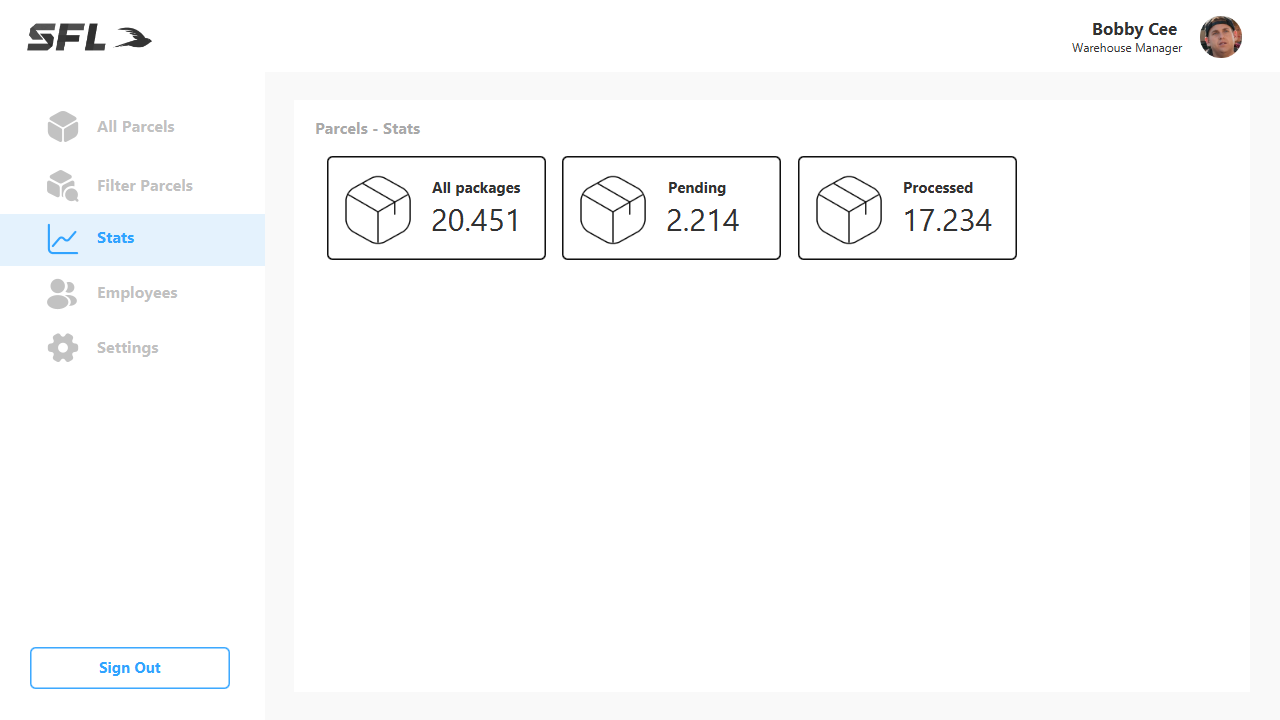 SFL
Bobby Cee
Warehouse Manager
All Parcels
Filter Parcels
Stats
Employees
Settings
Sign Out
Parcels - Stats
All packages
20.451
Pending
2.214
Processed
17.234